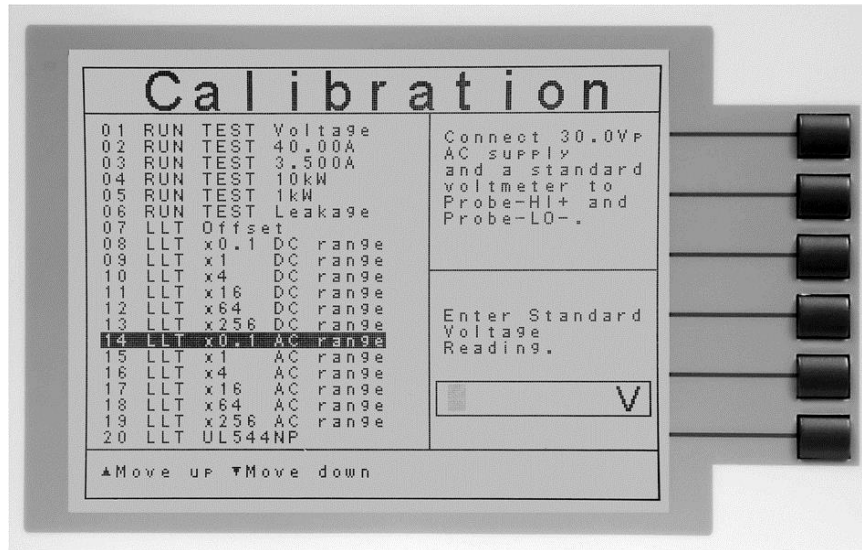 Calibration
01 RUN TEST Voltage
02 RUN TEST 40.00A
03 RUN TEST 3.500A
04 RUN TEST 10kW
05 RUN TEST 1kW
06 RUN TEST Leakage
07 LLT Offset
08 LLT x0.1 DC range
09 LLT x1 DC range
10 LLT x4 DC range
11 LLT x16 DC range
12 LLT x64 DC range
13 LLT x256 DC range
14 LLT x0.1 AC range
15 LLT x1 AC range
16 LLT x4 AC range
17 LLT x16 AC range
18 LLT x64 AC range
19 LLT x256 AC range
20 LLT UL544NP
Connect 30.0Vp
AC supply
and a standard
voltmeter to
Probe-HI+ and
Probe-LO-.
Enter Standard
Voltage
Reading.
V
▲Move up ▼Move down